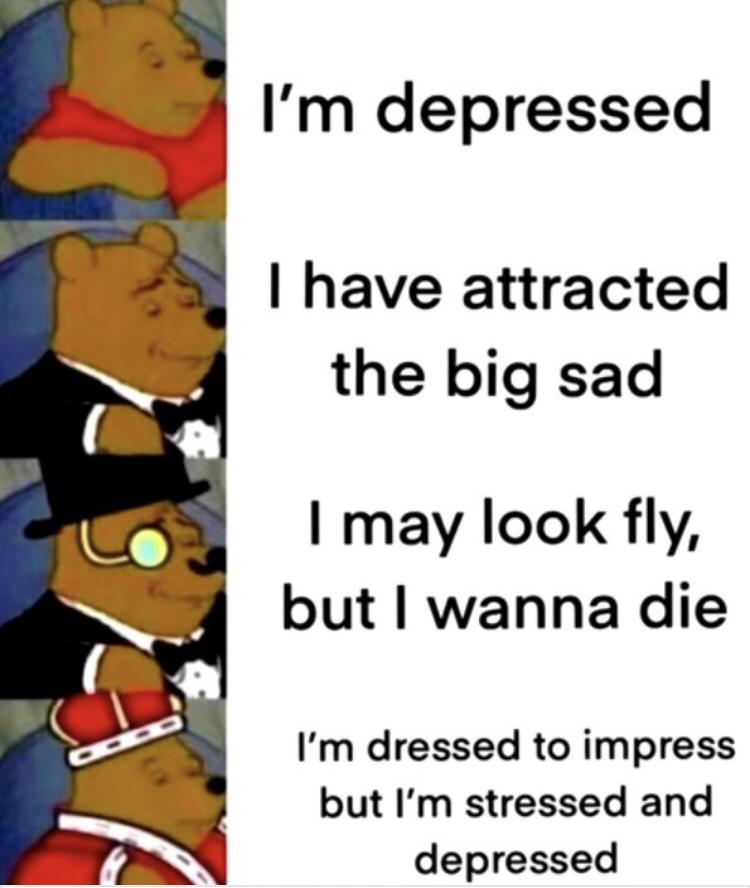 I'm depressed
I have attracted
the big sad
I may look fly,
but I wanna die
I'm dressed to impress
but I'm stressed and
depressed